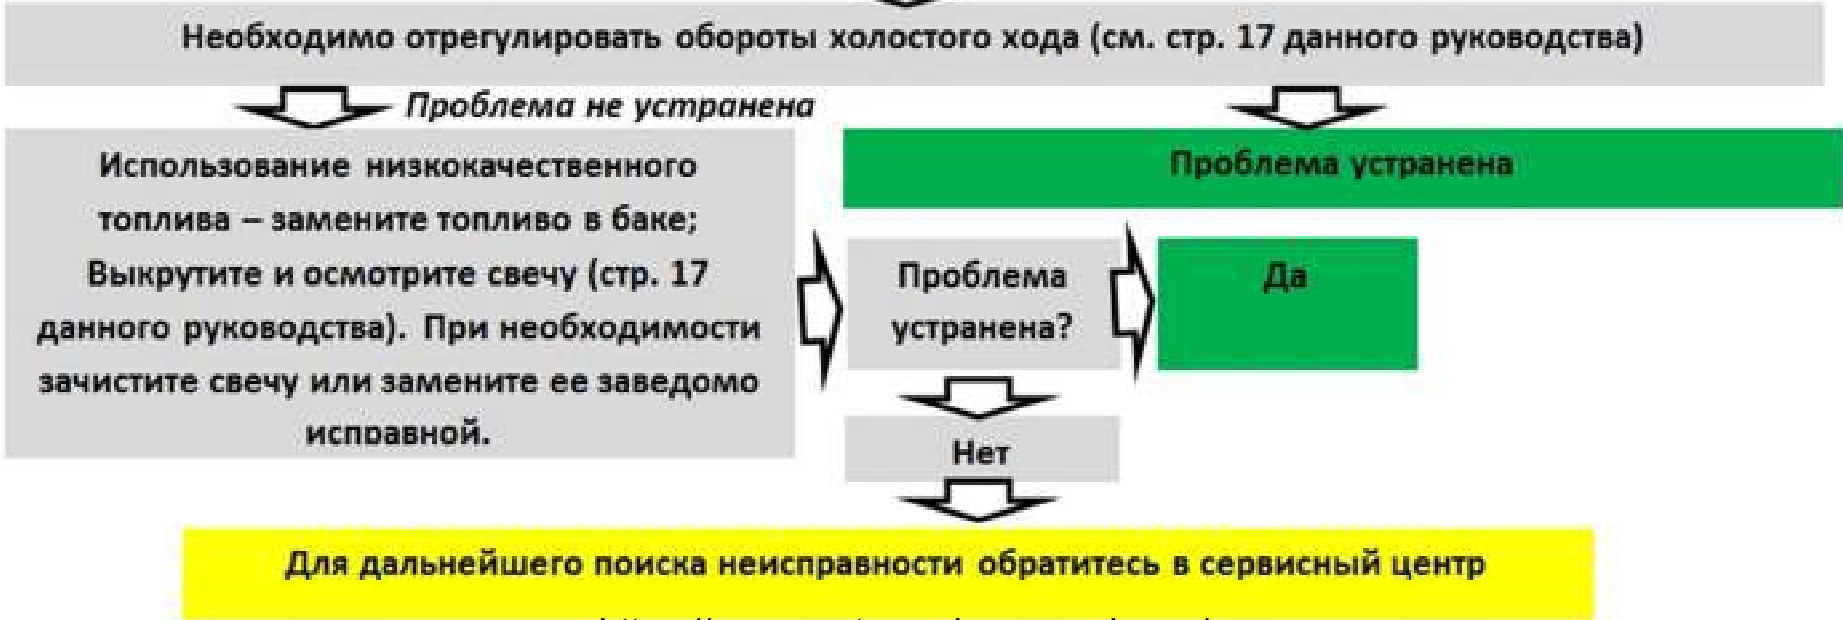 Необходимо отрегулировать обороты холостого хода (см. стр. 17 данного руководства)
Проблема не устранена
Использование низкокачественного
топлива – замените топливо в баке;
Выкрутите и осмотрите свечу (стр. 17
данного руководства). При необходимости
зачистите свечу или замените ее заведомо
исправной.
Проблема устранена
Проблема
устранена?
Да
Нет
Для дальнейшего поиска неисправности обратитесь в сервисный центр